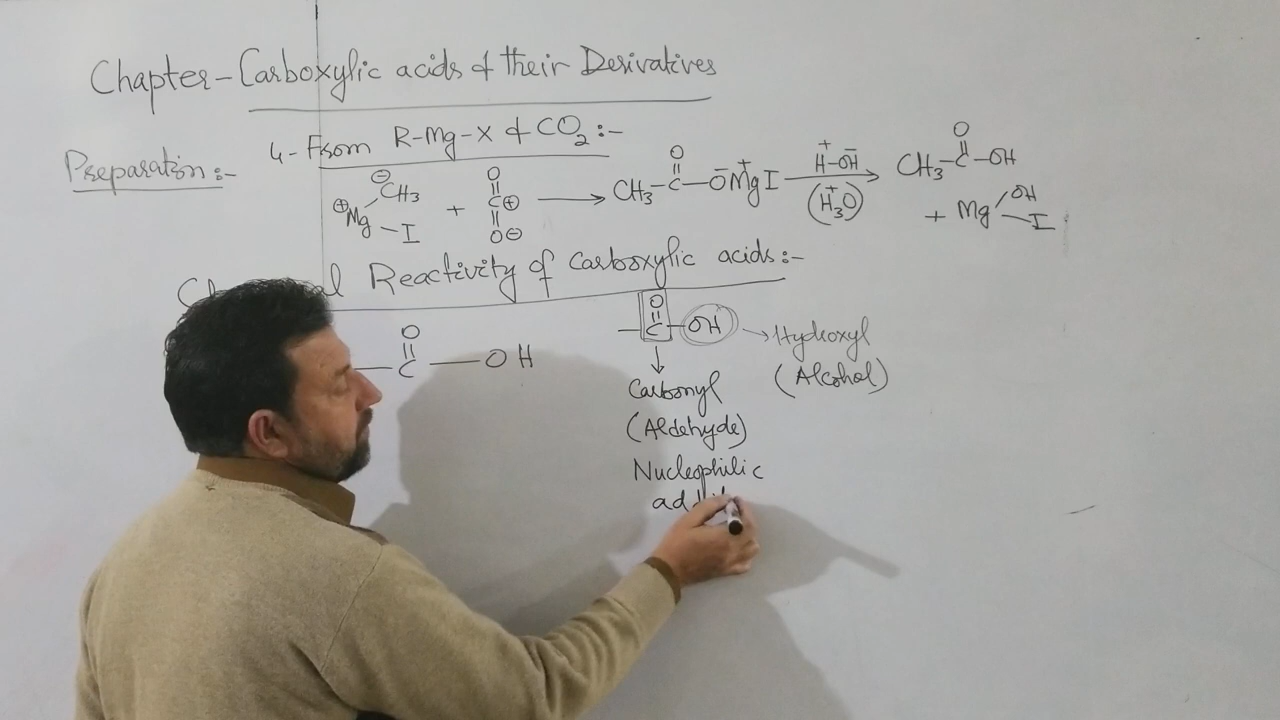 Chapter-Carboxylic acids & their Derivatives
Preparation:-
4- From R-Mg-X & CO₂:-
⊕Mg ⊖CH₃ I + O=C⊕ O⊖ → CH₃-C(=O)-O⁻Mg⁺I H⁺-OH⁻ (H₃O⁺) → CH₃-C(=O)-OH
+ Mg OH I
Reactivity of Carboxylic acids:-
-C(=O)-OH → Hydroxyl
(Alcohol)
-C(=O)-OH
↓
Carbonyl
(Aldehyde)
Nucleophilic